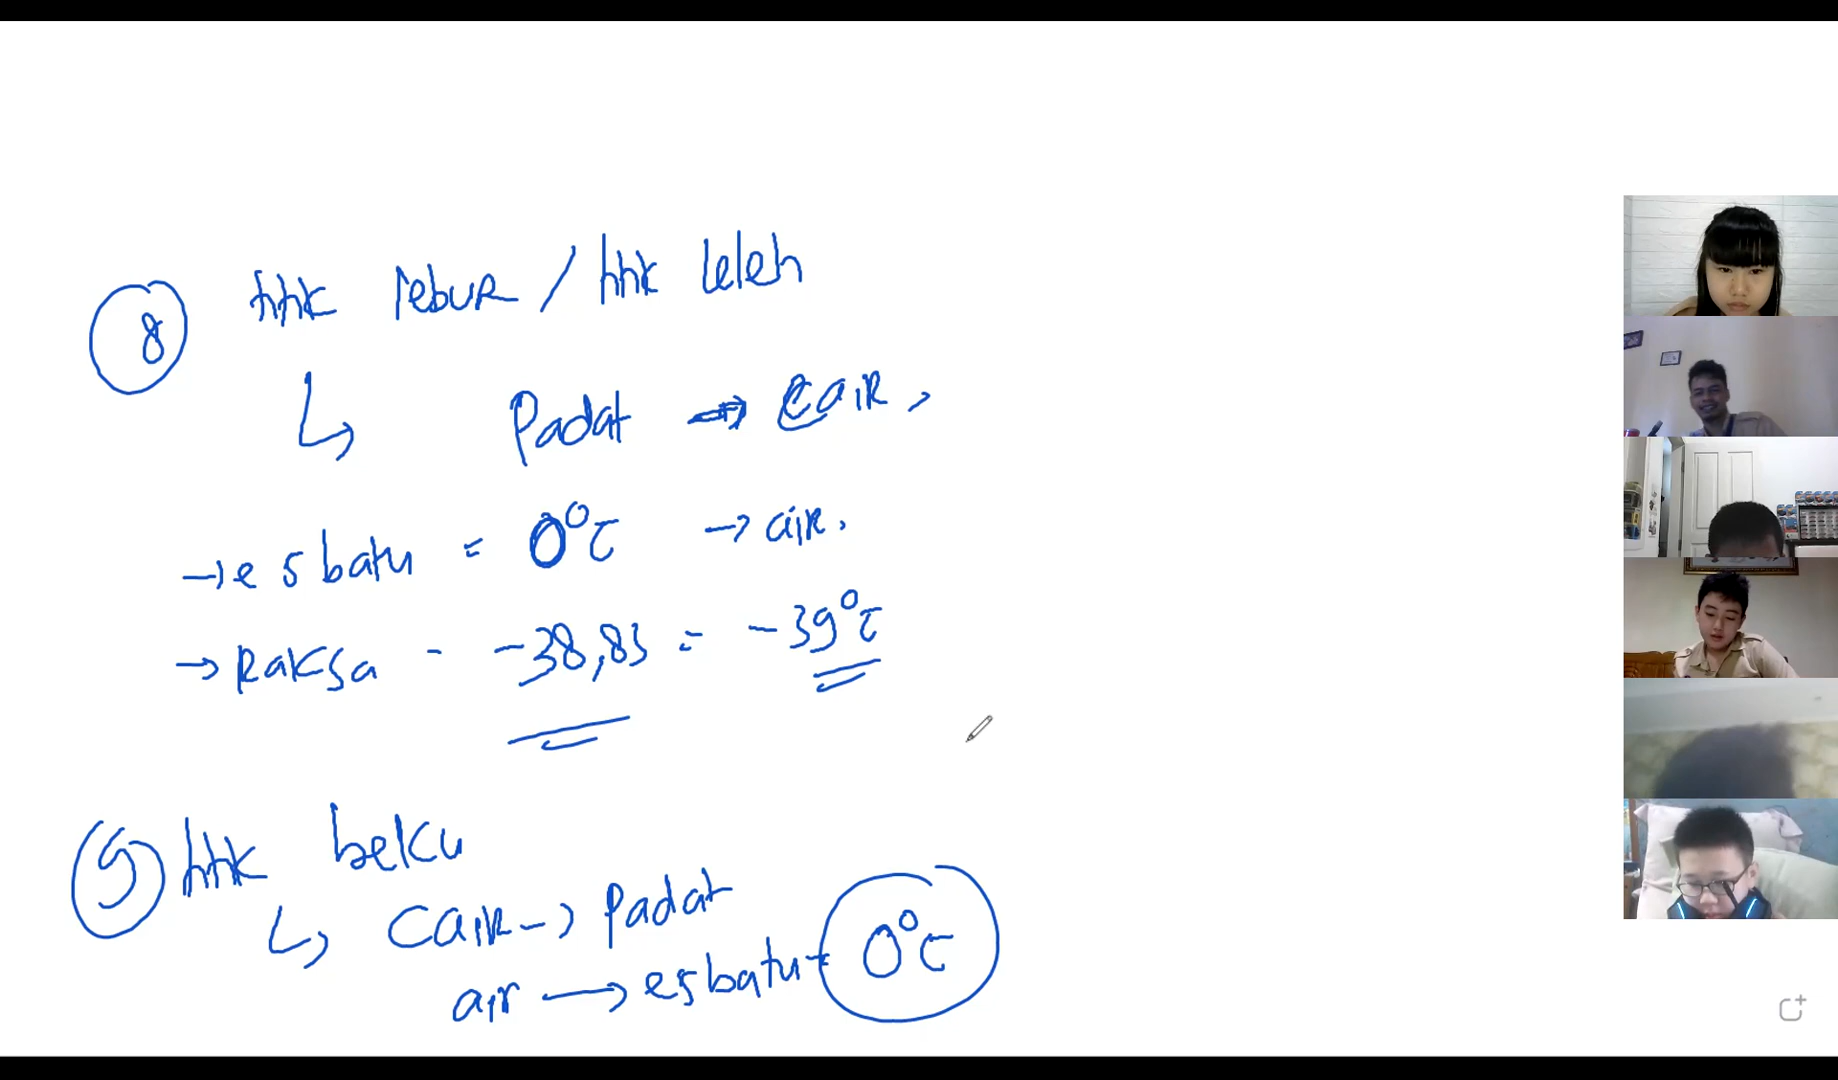 8 titik lebur / titik leleh
↳ Padat → Cair,
→ es batu = 0°C → air.
→ Raksa - -38,83 = -39°C
9 titik beku
↳ Cair → Padat
air → es batu = 0°C